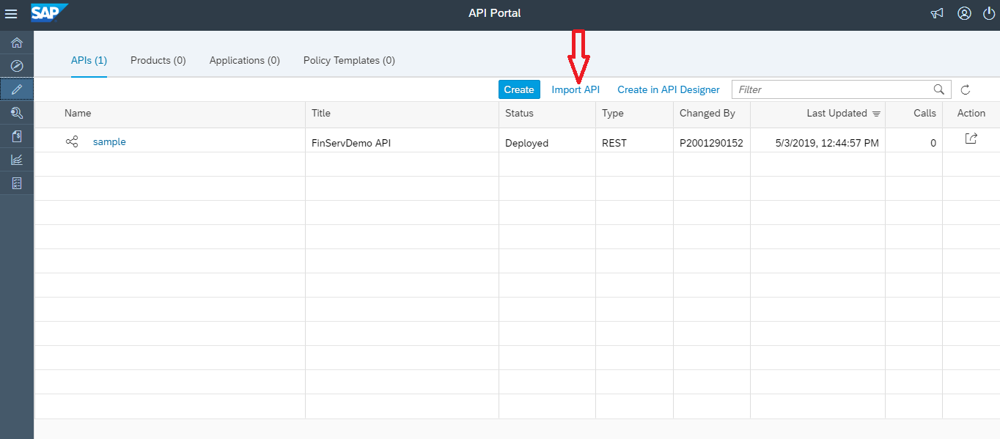 SAP API Portal
APIs (1) Products (0) Applications (0) Policy Templates (0)
Create Import API Create in API Designer Filter
Name Title Status Type Changed By Last Updated Calls Action
sample FinServDemo API Deployed REST P2001290152 5/3/2019, 12:44:57 PM 0